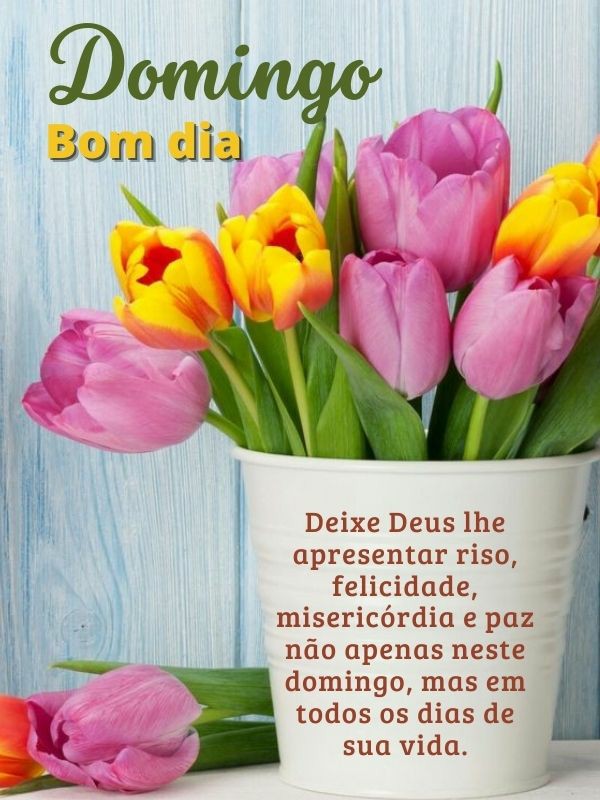 Domingo
Bom dia
Deixe Deus lhe
apresentar riso,
felicidade,
misericórdia e paz
não apenas neste
domingo, mas em
todos os dias de
sua vida.